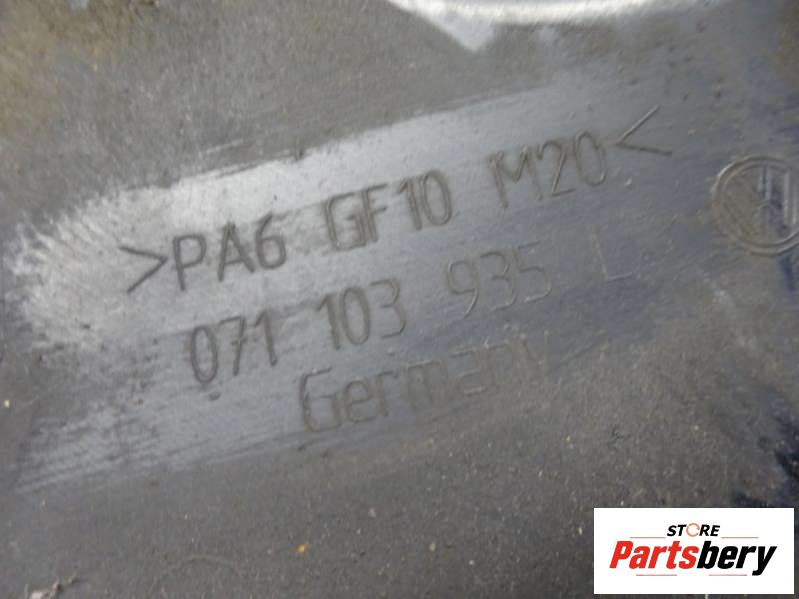 >PA6 GF10 M20<
071 103 935 L
Germany
STORE
Partsbery